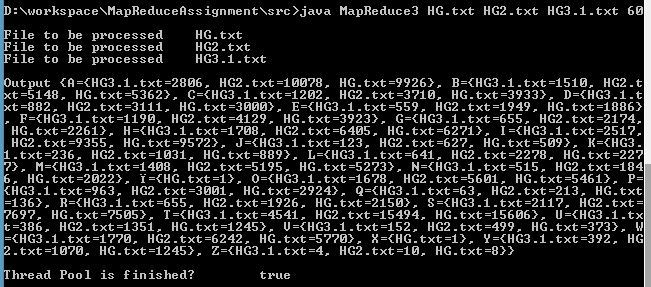 D:\workspace\MapReduceAssignment\src>java MapReduce3 HG.txt HG2.txt HG3.1.txt 60
File to be processed    HG.txt
File to be processed    HG2.txt
File to be processed    HG3.1.txt
Output {A={HG3.1.txt=2806, HG2.txt=10078, HG.txt=9926}, B={HG3.1.txt=1510, HG2.t
xt=5148, HG.txt=5362}, C={HG3.1.txt=1202, HG2.txt=3710, HG.txt=3933}, D={HG3.1.t
xt=882, HG2.txt=3111, HG.txt=3000}, E={HG3.1.txt=559, HG2.txt=1949, HG.txt=1886}
, F={HG3.1.txt=1190, HG2.txt=4129, HG.txt=3923}, G={HG3.1.txt=655, HG2.txt=2174,
 HG.txt=2261}, H={HG3.1.txt=1708, HG2.txt=6405, HG.txt=6271}, I={HG3.1.txt=2517,
 HG2.txt=9355, HG.txt=9572}, J={HG3.1.txt=123, HG2.txt=627, HG.txt=509}, K={HG3.
1.txt=236, HG2.txt=1031, HG.txt=889}, L={HG3.1.txt=641, HG2.txt=2278, HG.txt=227
7}, M={HG3.1.txt=1408, HG2.txt=5195, HG.txt=5273}, N={HG3.1.txt=515, HG2.txt=184
6, HG.txt=2022}, î={HG.txt=1}, O={HG3.1.txt=1678, HG2.txt=5601, HG.txt=5461}, P=
{HG3.1.txt=963, HG2.txt=3001, HG.txt=2924}, Q={HG3.1.txt=63, HG2.txt=213, HG.txt
=136}, R={HG3.1.txt=655, HG2.txt=1926, HG.txt=2150}, S={HG3.1.txt=2117, HG2.txt=
7697, HG.txt=7505}, T={HG3.1.txt=4541, HG2.txt=15494, HG.txt=15606}, U={HG3.1.tx
t=386, HG2.txt=1351, HG.txt=1245}, V={HG3.1.txt=152, HG2.txt=499, HG.txt=373}, W
={HG3.1.txt=1770, HG2.txt=6242, HG.txt=5770}, X={HG.txt=1}, Y={HG3.1.txt=392, HG
2.txt=1070, HG.txt=1245}, Z={HG3.1.txt=4, HG2.txt=10, HG.txt=8}}
Thread Pool is finished?        true